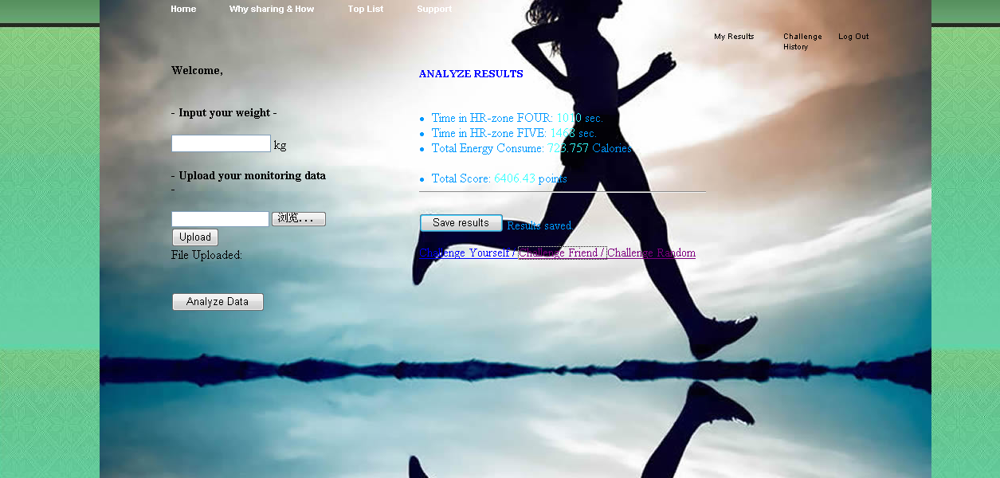 Home Why sharing & How Top List Support
My Results Challenge History Log Out
Welcome,
- Input your weight -
kg
- Upload your monitoring data
-
浏览...
Upload
File Uploaded:
Analyze Data
ANALYZE RESULTS
Time in HR-zone FOUR: 1010 sec.
Time in HR-zone FIVE: 1468 sec.
Total Energy Consume: 723.757 Calories
Total Score: 6406.43 points
Save results Results saved.
Challenge Yourself / Challenge Friend / Challenge Random